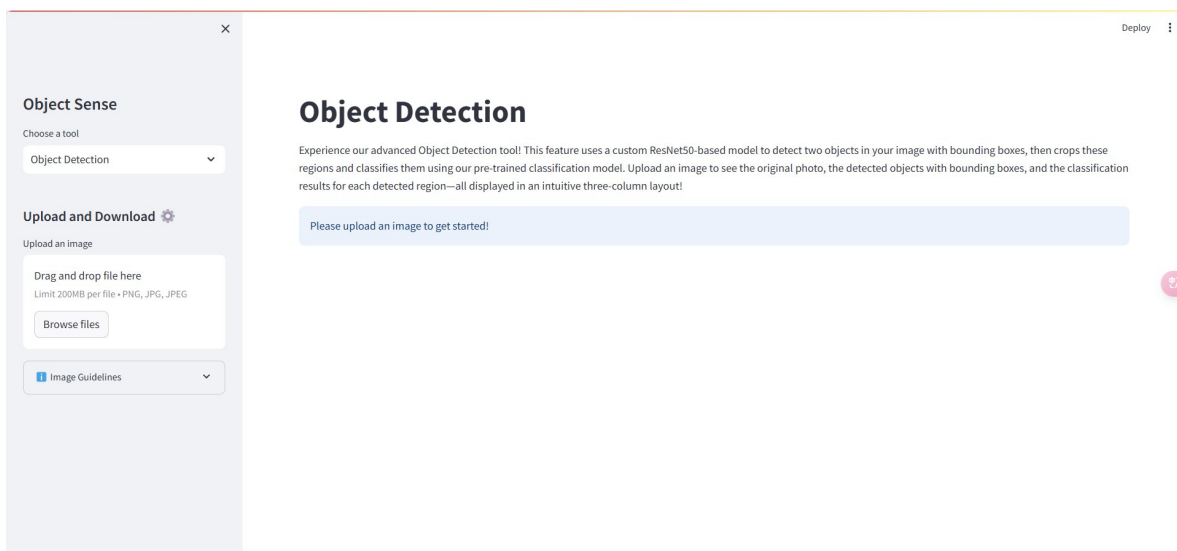 Deploy
Object Sense
Choose a tool
Object Detection
Upload and Download
Upload an image
Drag and drop file here
Limit 200MB per file • PNG, JPG, JPEG
Browse files
Image Guidelines
Object Detection
Experience our advanced Object Detection tool! This feature uses a custom ResNet50-based model to detect two objects in your image with bounding boxes, then crops these
regions and classifies them using our pre-trained classification model. Upload an image to see the original photo, the detected objects with bounding boxes, and the classification
results for each detected region—all displayed in an intuitive three-column layout!
Please upload an image to get started!